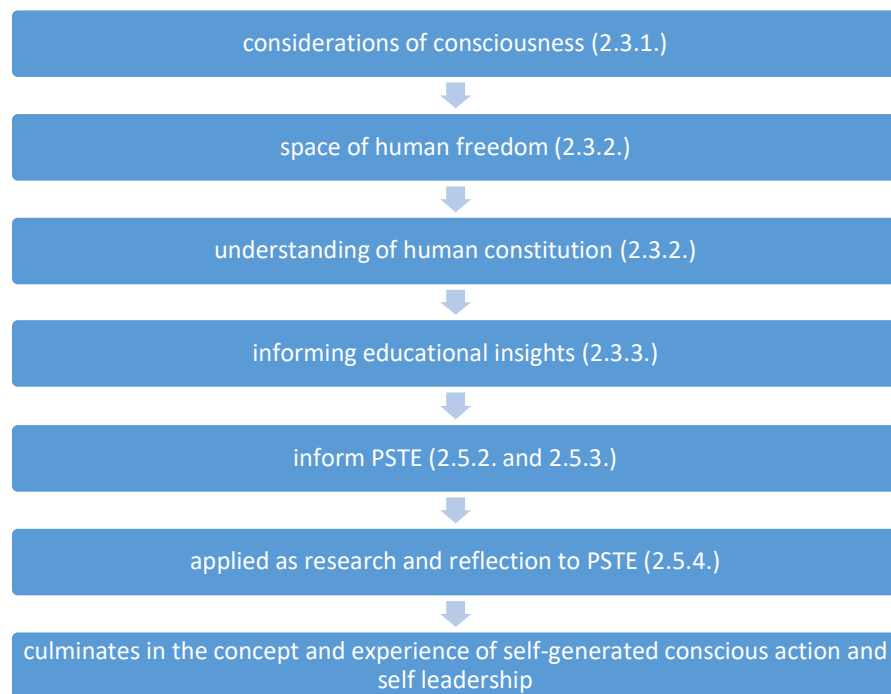 considerations of consciousness (2.3.1.)
space of human freedom (2.3.2.)
understanding of human constitution (2.3.2.)
informing educational insights (2.3.3.)
inform PSTE (2.5.2. and 2.5.3.)
applied as research and reflection to PSTE (2.5.4.)
culminates in the concept and experience of self-generated conscious action and
self leadership